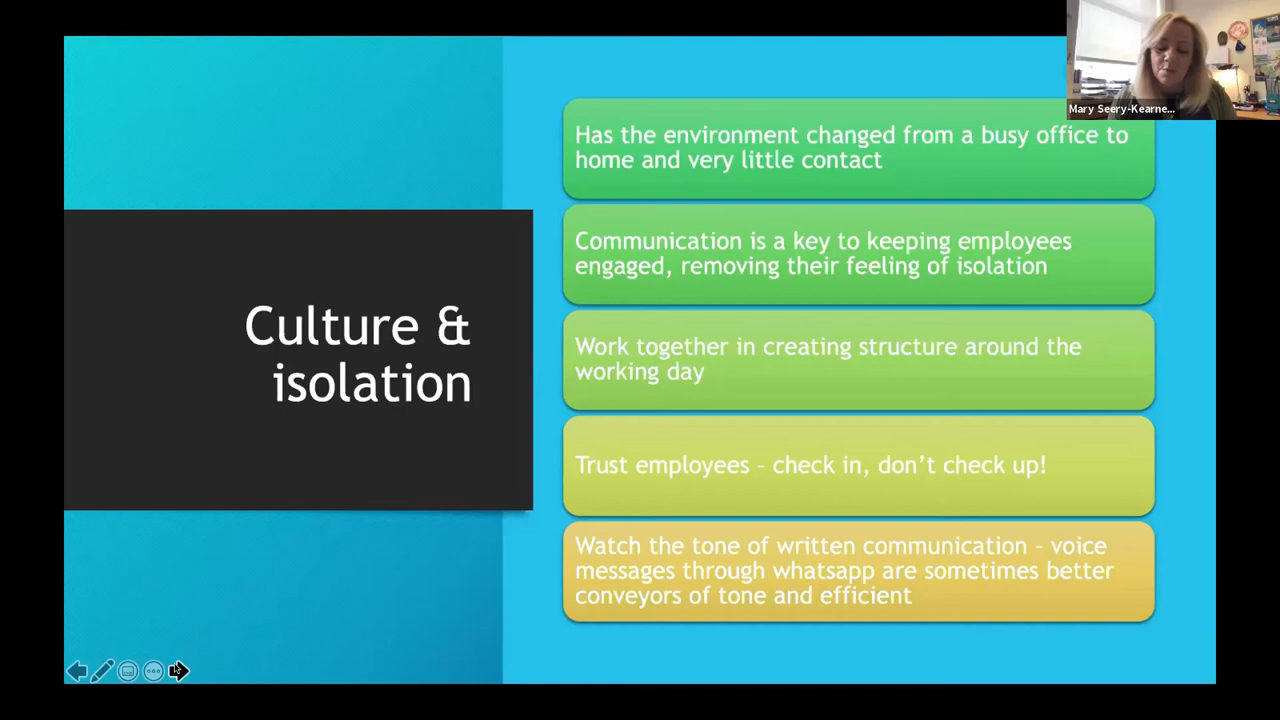 Mary Seery-Kearne...
Culture &
isolation
Has the environment changed from a busy office to
home and very little contact
Communication is a key to keeping employees
engaged, removing their feeling of isolation
Work together in creating structure around the
working day
Trust employees – check in, don’t check up!
Watch the tone of written communication – voice
messages through whatsapp are sometimes better
conveyors of tone and efficient